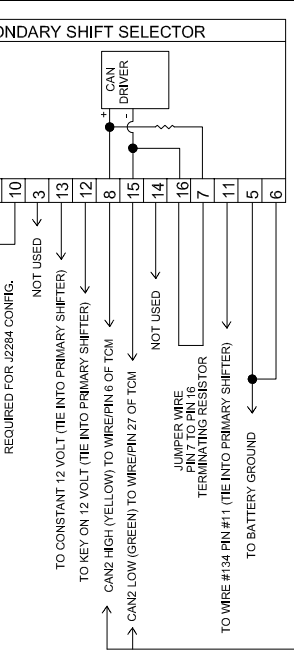 ONDARY SHIFT SELECTOR
CAN
DRIVER
+
-
10
3
13
12
8
15
14
16
7
11
5
6
REQUIRED FOR J2284 CONFIG.
NOT USED
TO CONSTANT 12 VOLT (TIE INTO PRIMARY SHIFTER)
TO KEY ON 12 VOLT (TIE INTO PRIMARY SHIFTER)
CAN2 HIGH (YELLOW) TO WIRE/PIN 6 OF TCM
CAN2 LOW (GREEN) TO WIRE/PIN 27 OF TCM
NOT USED
JUMPER WIRE
PIN 7 TO PIN 16
TERMINATING RESISTOR
TO WIRE #134 PIN #11 (TIE INTO PRIMARY SHIFTER)
TO BATTERY GROUND